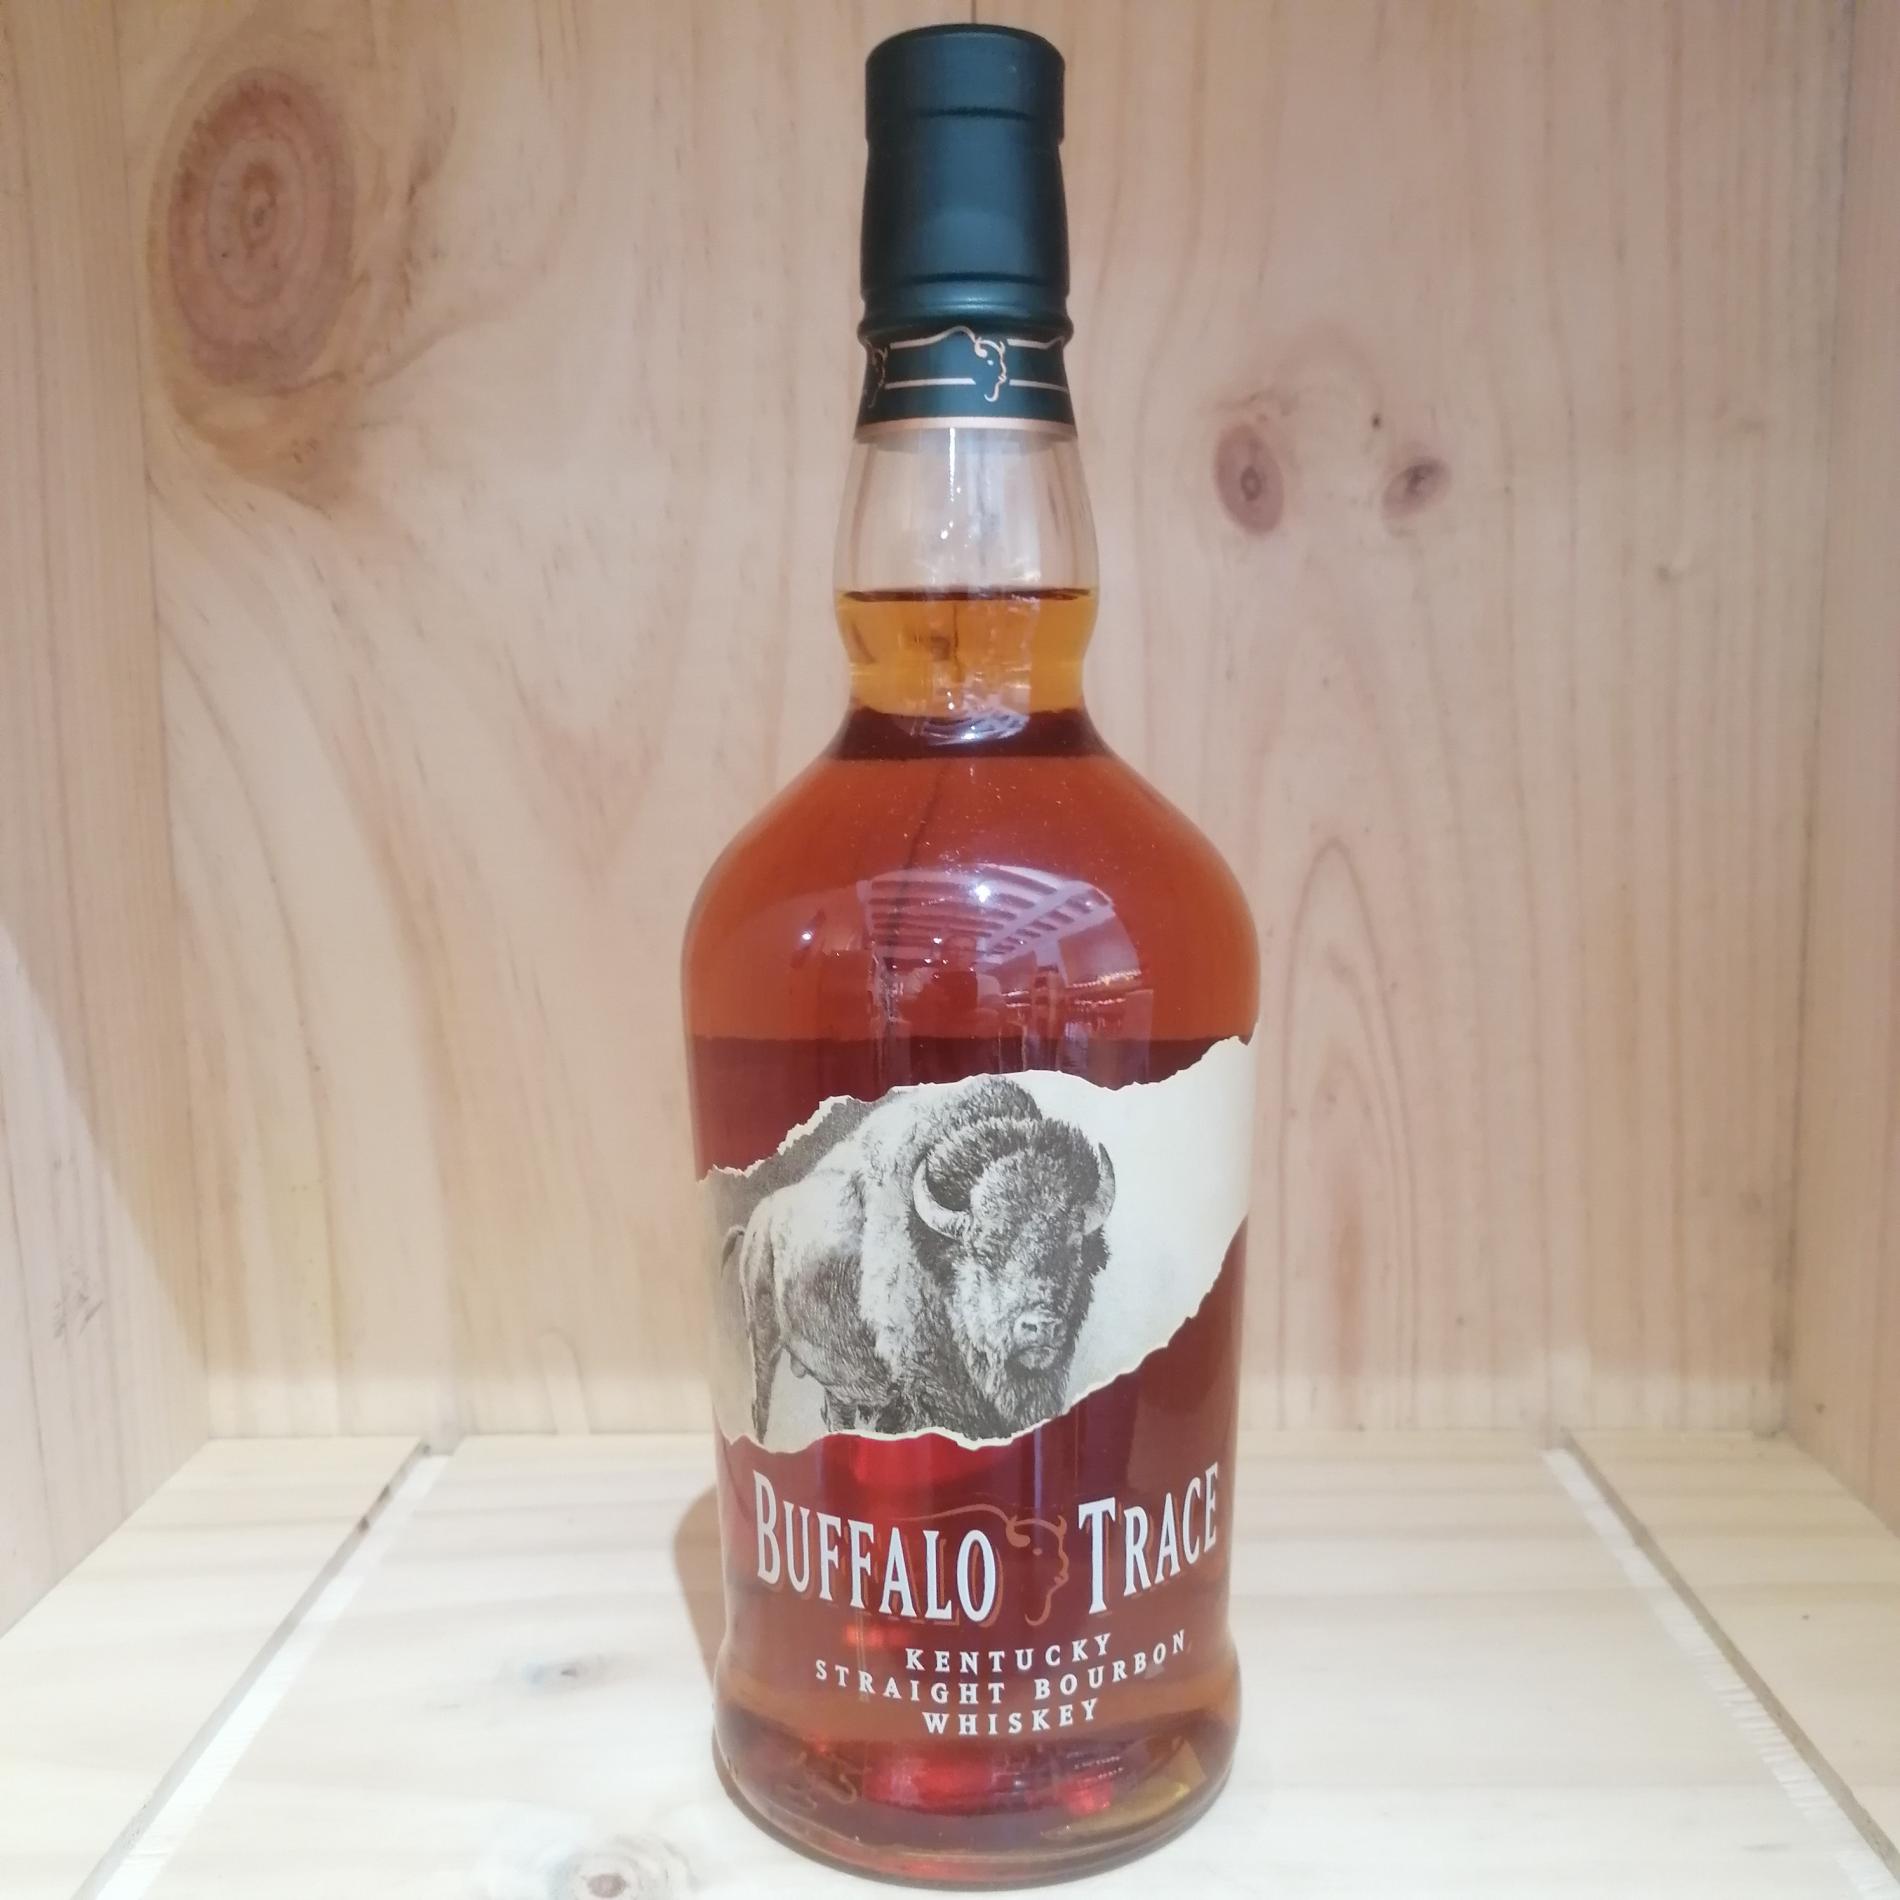 BUFFALO TRACE
KENTUCKY
STRAIGHT BOURBON
WHISKEY